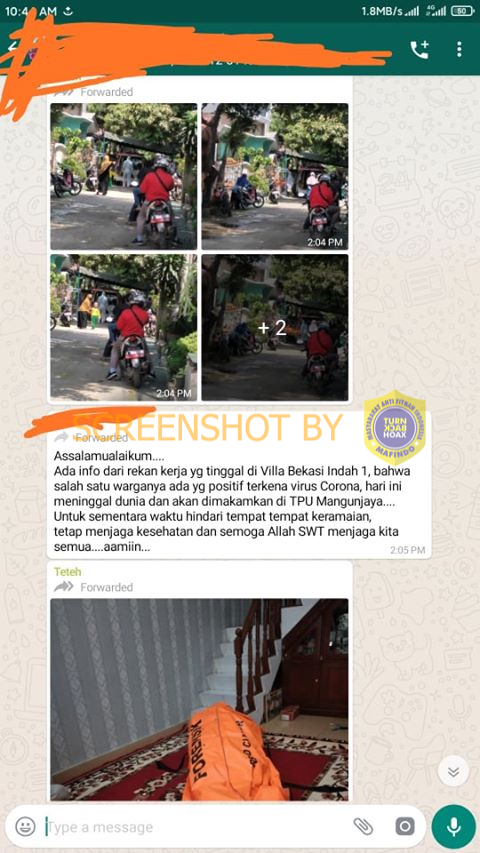 10:4 AM
1.8MB/s
4G
50
Forwarded
2:04 PM
2:04 PM
+ 2
SCREENSHOT BY
MASYARAKAT ANTI FITNAH INDONESIA
TURN
BACK
HOAX
MAFINDO
Forwarded
Assalamualaikum....
Ada info dari rekan kerja yg tinggal di Villa Bekasi Indah 1, bahwa
salah satu warganya ada yg positif terkena virus Corona, hari ini
meninggal dunia dan akan dimakamkan di TPU Mangunjaya....
Untuk sementara waktu hindari tempat tempat keramaian,
tetap menjaga kesehatan dan semoga Allah SWT menjaga kita
semua....aamiin...
2:05 PM
Teteh
Forwarded
FORENSIK
Type a message